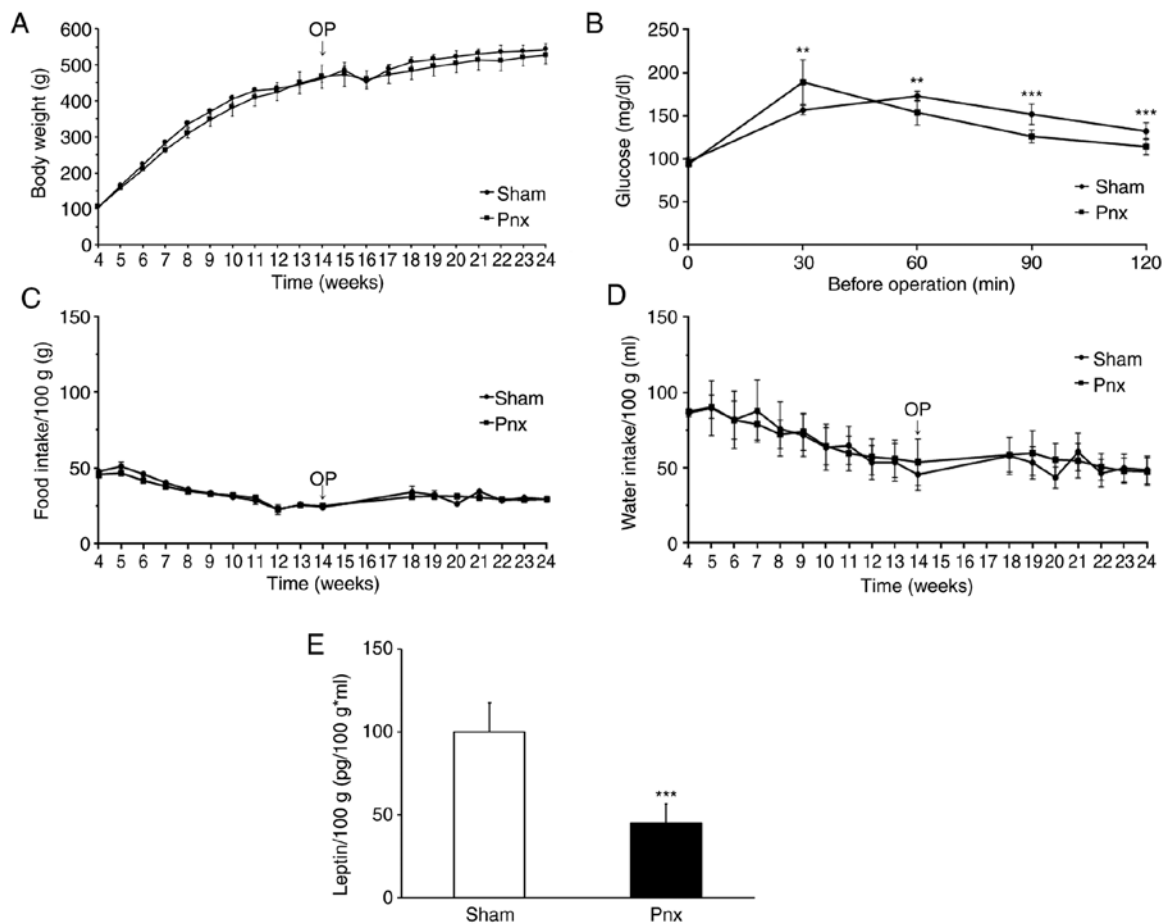 A
Body weight (g)
600
500
400
300
200
100
0
OP
Sham
Pnx
4 5 6 7 8 9 10 11 12 13 14 15 16 17 18 19 20 21 22 23 24
Time (weeks)
B
Glucose (mg/dl)
250
200
150
100
50
0
**
**
***
***
Sham
Pnx
0 30 60 90 120
Before operation (min)
C
Food intake/100 g (g)
150
100
50
0
Sham
Pnx
OP
4 5 6 7 8 9 10 11 12 13 14 15 16 17 18 19 20 21 22 23 24
Time (weeks)
D
Water intake/100 g (ml)
150
100
50
0
Sham
Pnx
OP
4 5 6 7 8 9 10 11 12 13 14 15 16 17 18 19 20 21 22 23 24
Time (weeks)
E
Leptin/100 g (pg/100 g*ml)
150
100
50
0
***
Sham Pnx